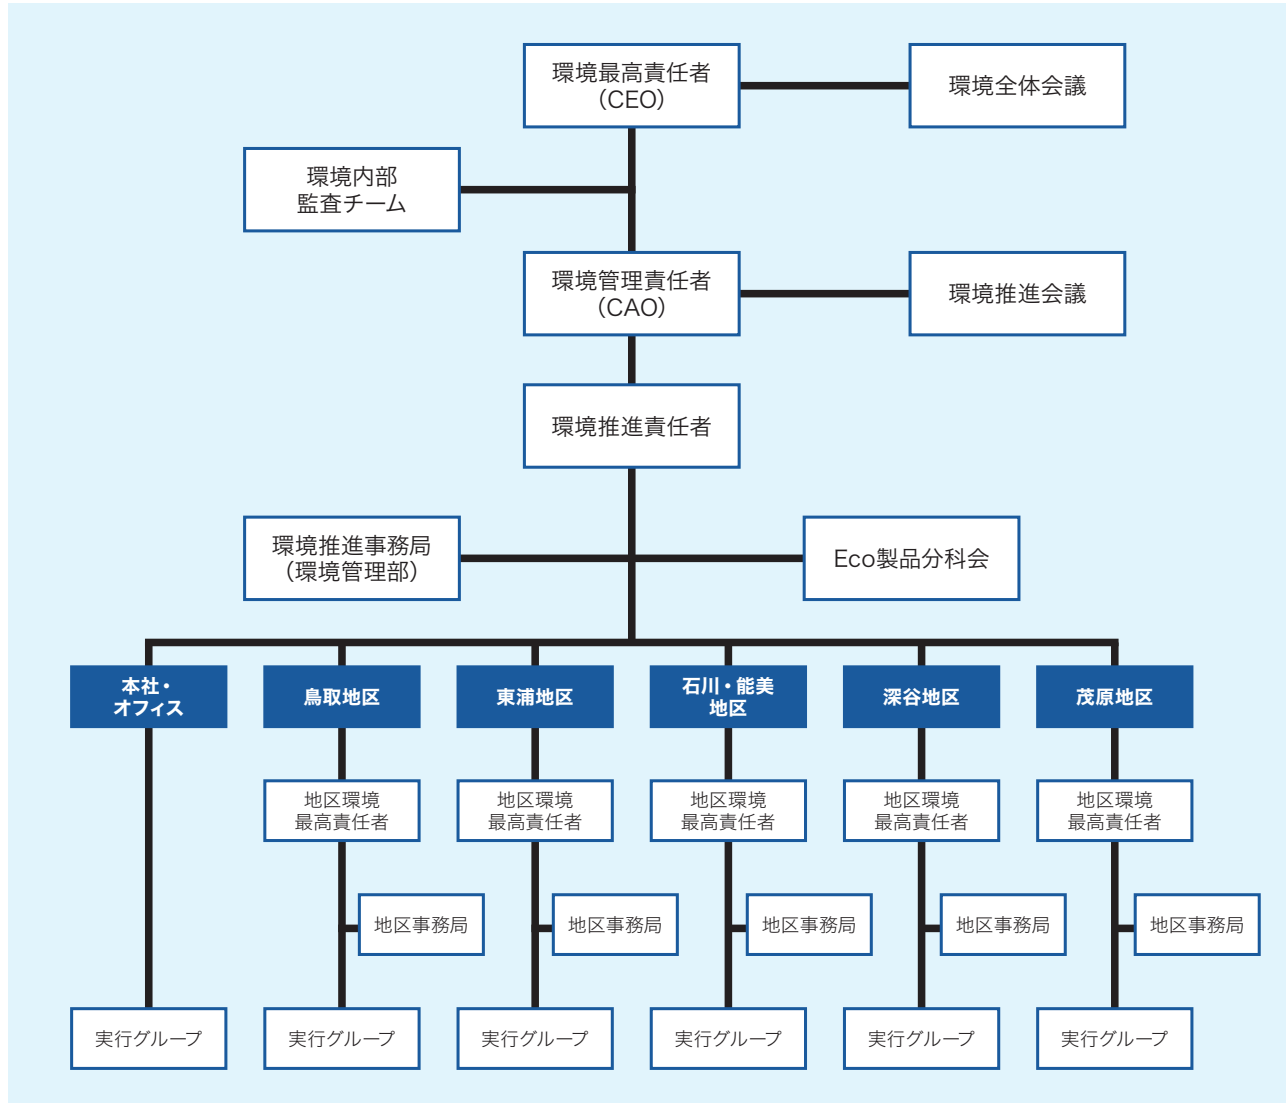 環境最高責任者
（CEO）
環境全体会議
環境内部
監査チーム
環境管理責任者
（CAO）
環境推進会議
環境推進責任者
環境推進事務局
（環境管理部）
Eco製品分科会
本社・
オフィス
鳥取地区
東浦地区
石川・能美
地区
深谷地区
茂原地区
地区環境
最高責任者
地区環境
最高責任者
地区環境
最高責任者
地区環境
最高責任者
地区環境
最高責任者
地区事務局
地区事務局
地区事務局
地区事務局
地区事務局
実行グループ
実行グループ
実行グループ
実行グループ
実行グループ
実行グループ